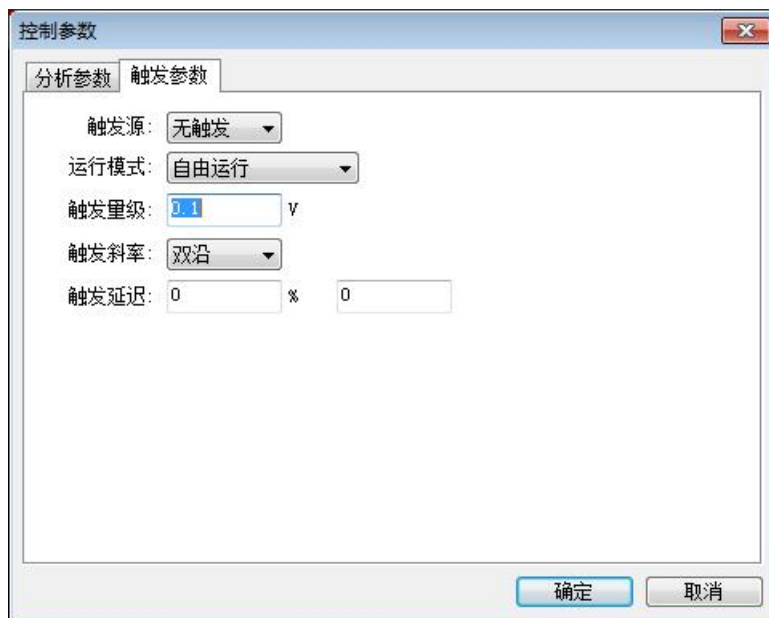 控制参数
分析参数 触发参数
触发源: 无触发
运行模式: 自由运行
触发量级: 0.1 V
触发斜率: 双沿
触发延迟: 0 % 0
确定 取消